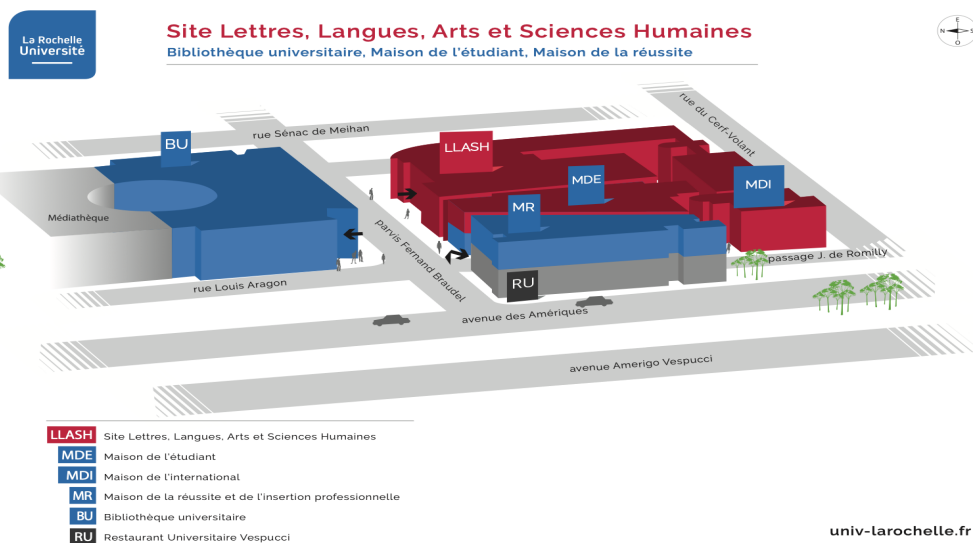 La Rochelle
Université
Site Lettres, Langues, Arts et Sciences Humaines
Bibliothèque universitaire, Maison de l'étudiant, Maison de la réussite
E
N
S
O
rue Sénac de Meihan
rue du Cerf-Volant
BU
LLASH
MDE
MDI
MR
Médiathèque
parvis Fernand Braudel
passage J. de Romilly
rue Louis Aragon
RU
avenue des Amériques
avenue Amerigo Vespucci
LLASH Site Lettres, Langues, Arts et Sciences Humaines
MDE Maison de l'étudiant
MDI Maison de l'international
MR Maison de la réussite et de l'insertion professionnelle
BU Bibliothèque universitaire
RU Restaurant Universitaire Vespucci
univ-larochelle.fr